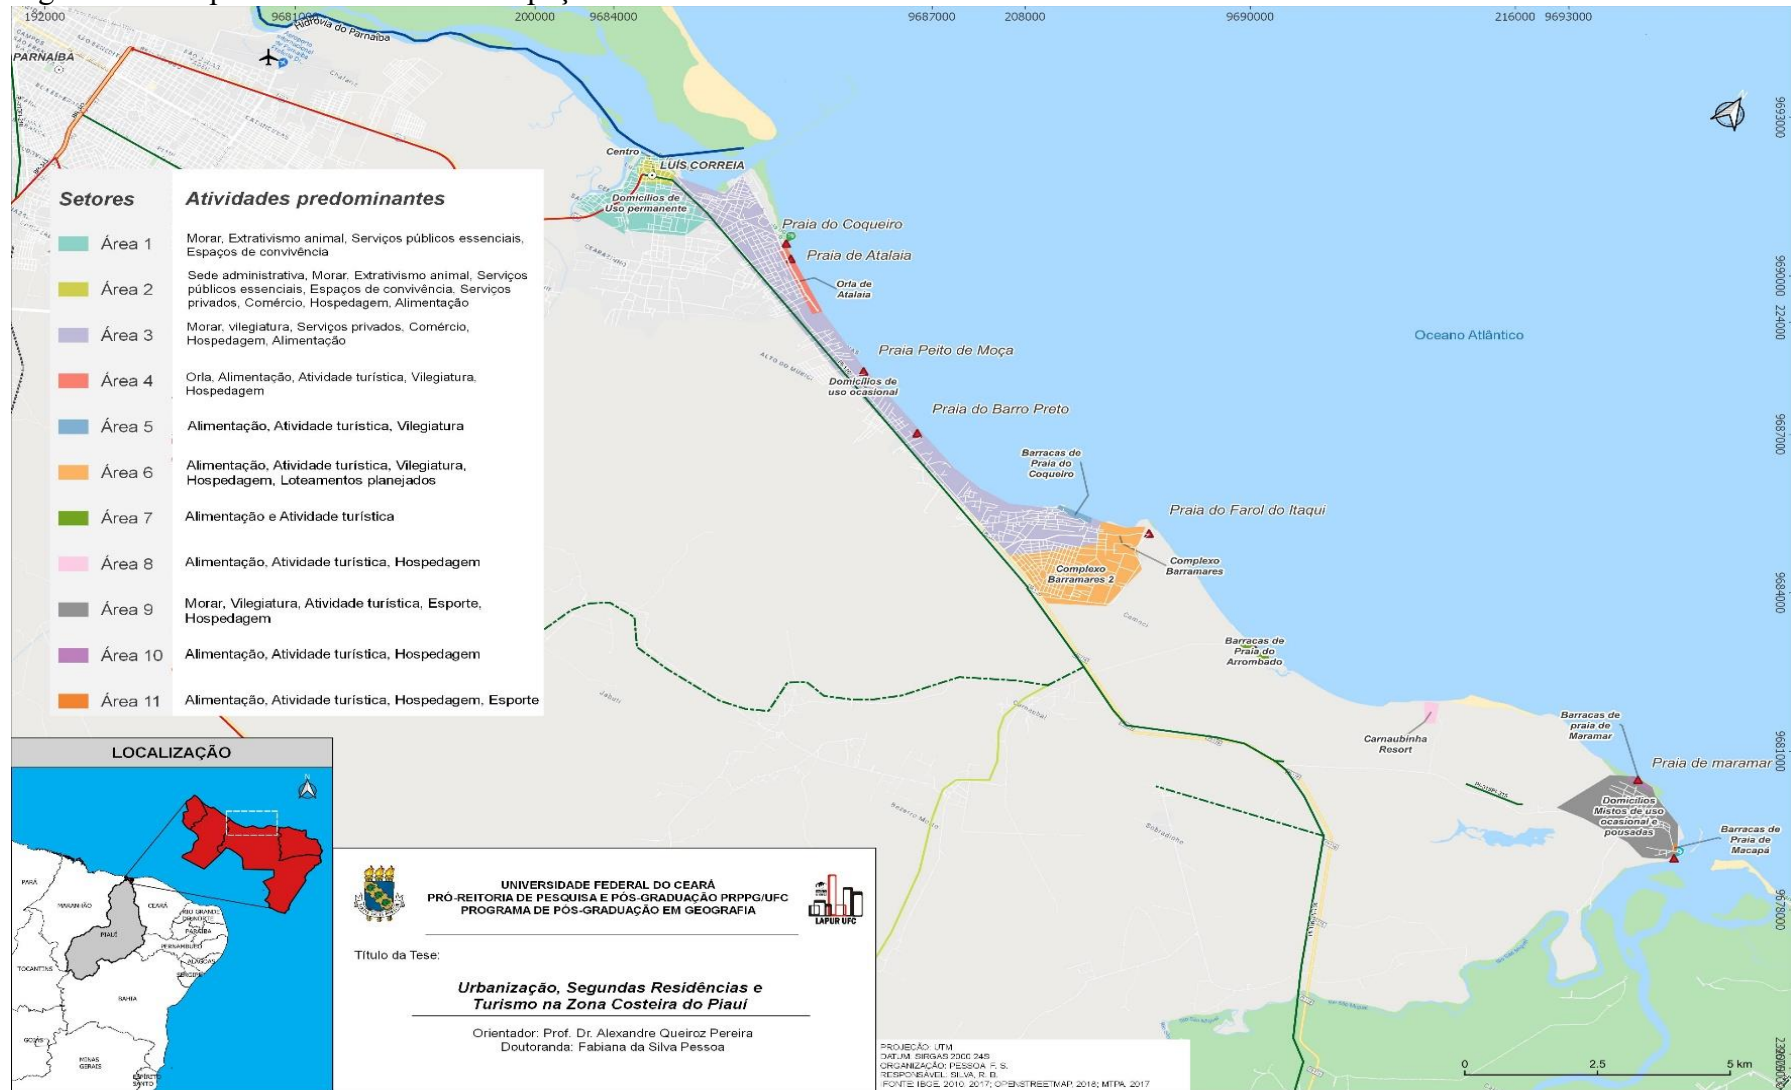 192000
9681000
200000
9684000
9687000
208000
9690000
216000
9693000
Hidrovia do Parnaíba
PARNAÍBA
Centro
LUÍS CORREIA
Domicílios de
Uso permanente
Praia do Coqueiro
Praia de Atalaia
Orla de
Atalaia
Praia Peito de Moça
Domicílios de
uso ocasional
Praia do Barro Preto
Barracas de
Praia do
Coqueiro
Praia do Farol do Itaqui
Complexo
Barramares
Complexo
Barramares 2
Barracas de
Praia do
Arrombado
Carnaubinha
Resort
Barracas de
praia de
Maramar
Praia de maramar
Domicílios
Mistos de uso
ocasional e
pousadas
Barracas de
Praia de
Macapá
Oceano Atlântico
9693000
9690000
2240000
9687000
9684000
9681000
9678000
Setores
Atividades predominantes
Área 1
Morar, Extrativismo animal, Serviços públicos essenciais,
Espaços de convivência
Área 2
Sede administrativa, Morar, Extrativismo animal, Serviços
públicos essenciais, Espaços de convivência, Serviços
privados, Comércio, Hospedagem, Alimentação
Área 3
Morar, vilegiatura, Serviços privados, Comércio,
Hospedagem, Alimentação
Área 4
Orla, Alimentação, Atividade turística, Vilegiatura,
Hospedagem
Área 5
Alimentação, Atividade turística, Vilegiatura
Área 6
Alimentação, Atividade turística, Vilegiatura,
Hospedagem, Loteamentos planejados
Área 7
Alimentação e Atividade turística
Área 8
Alimentação, Atividade turística, Hospedagem
Área 9
Morar, Vilegiatura, Atividade turística, Esporte,
Hospedagem
Área 10
Alimentação, Atividade turística, Hospedagem
Área 11
Alimentação, Atividade turística, Hospedagem, Esporte
LOCALIZAÇÃO
N
PARÁ
MARANHÃO
CEARÁ
RIO GRANDE
DO NORTE
PARAÍBA
PIAUÍ
PERNAMBUCO
ALAGOAS
SERGIPE
TOCANTINS
BAHIA
GOIÁS
MINAS
GERAIS
ESPÍRITO
SANTO
UNIVERSIDADE FEDERAL DO CEARÁ
PRÓ-REITORIA DE PESQUISA E PÓS-GRADUAÇÃO PRPPG/UFC
PROGRAMA DE PÓS-GRADUAÇÃO EM GEOGRAFIA
LAPUR UFC
Título da Tese:
Urbanização, Segundas Residências e
Turismo na Zona Costeira do Piauí
Orientador: Prof. Dr. Alexandre Queiroz Pereira
Doutoranda: Fabiana da Silva Pessoa
PROJEÇÃO: UTM
DATUM: SIRGAS 2000 24S
ORGANIZAÇÃO: PESSOA, F. S.
RESPONSÁVEL: SILVA, R. B.
FONTE: IBGE, 2010, 2017; OPENSTREETMAP, 2018; MTPA, 2017
0
2.5
5 km